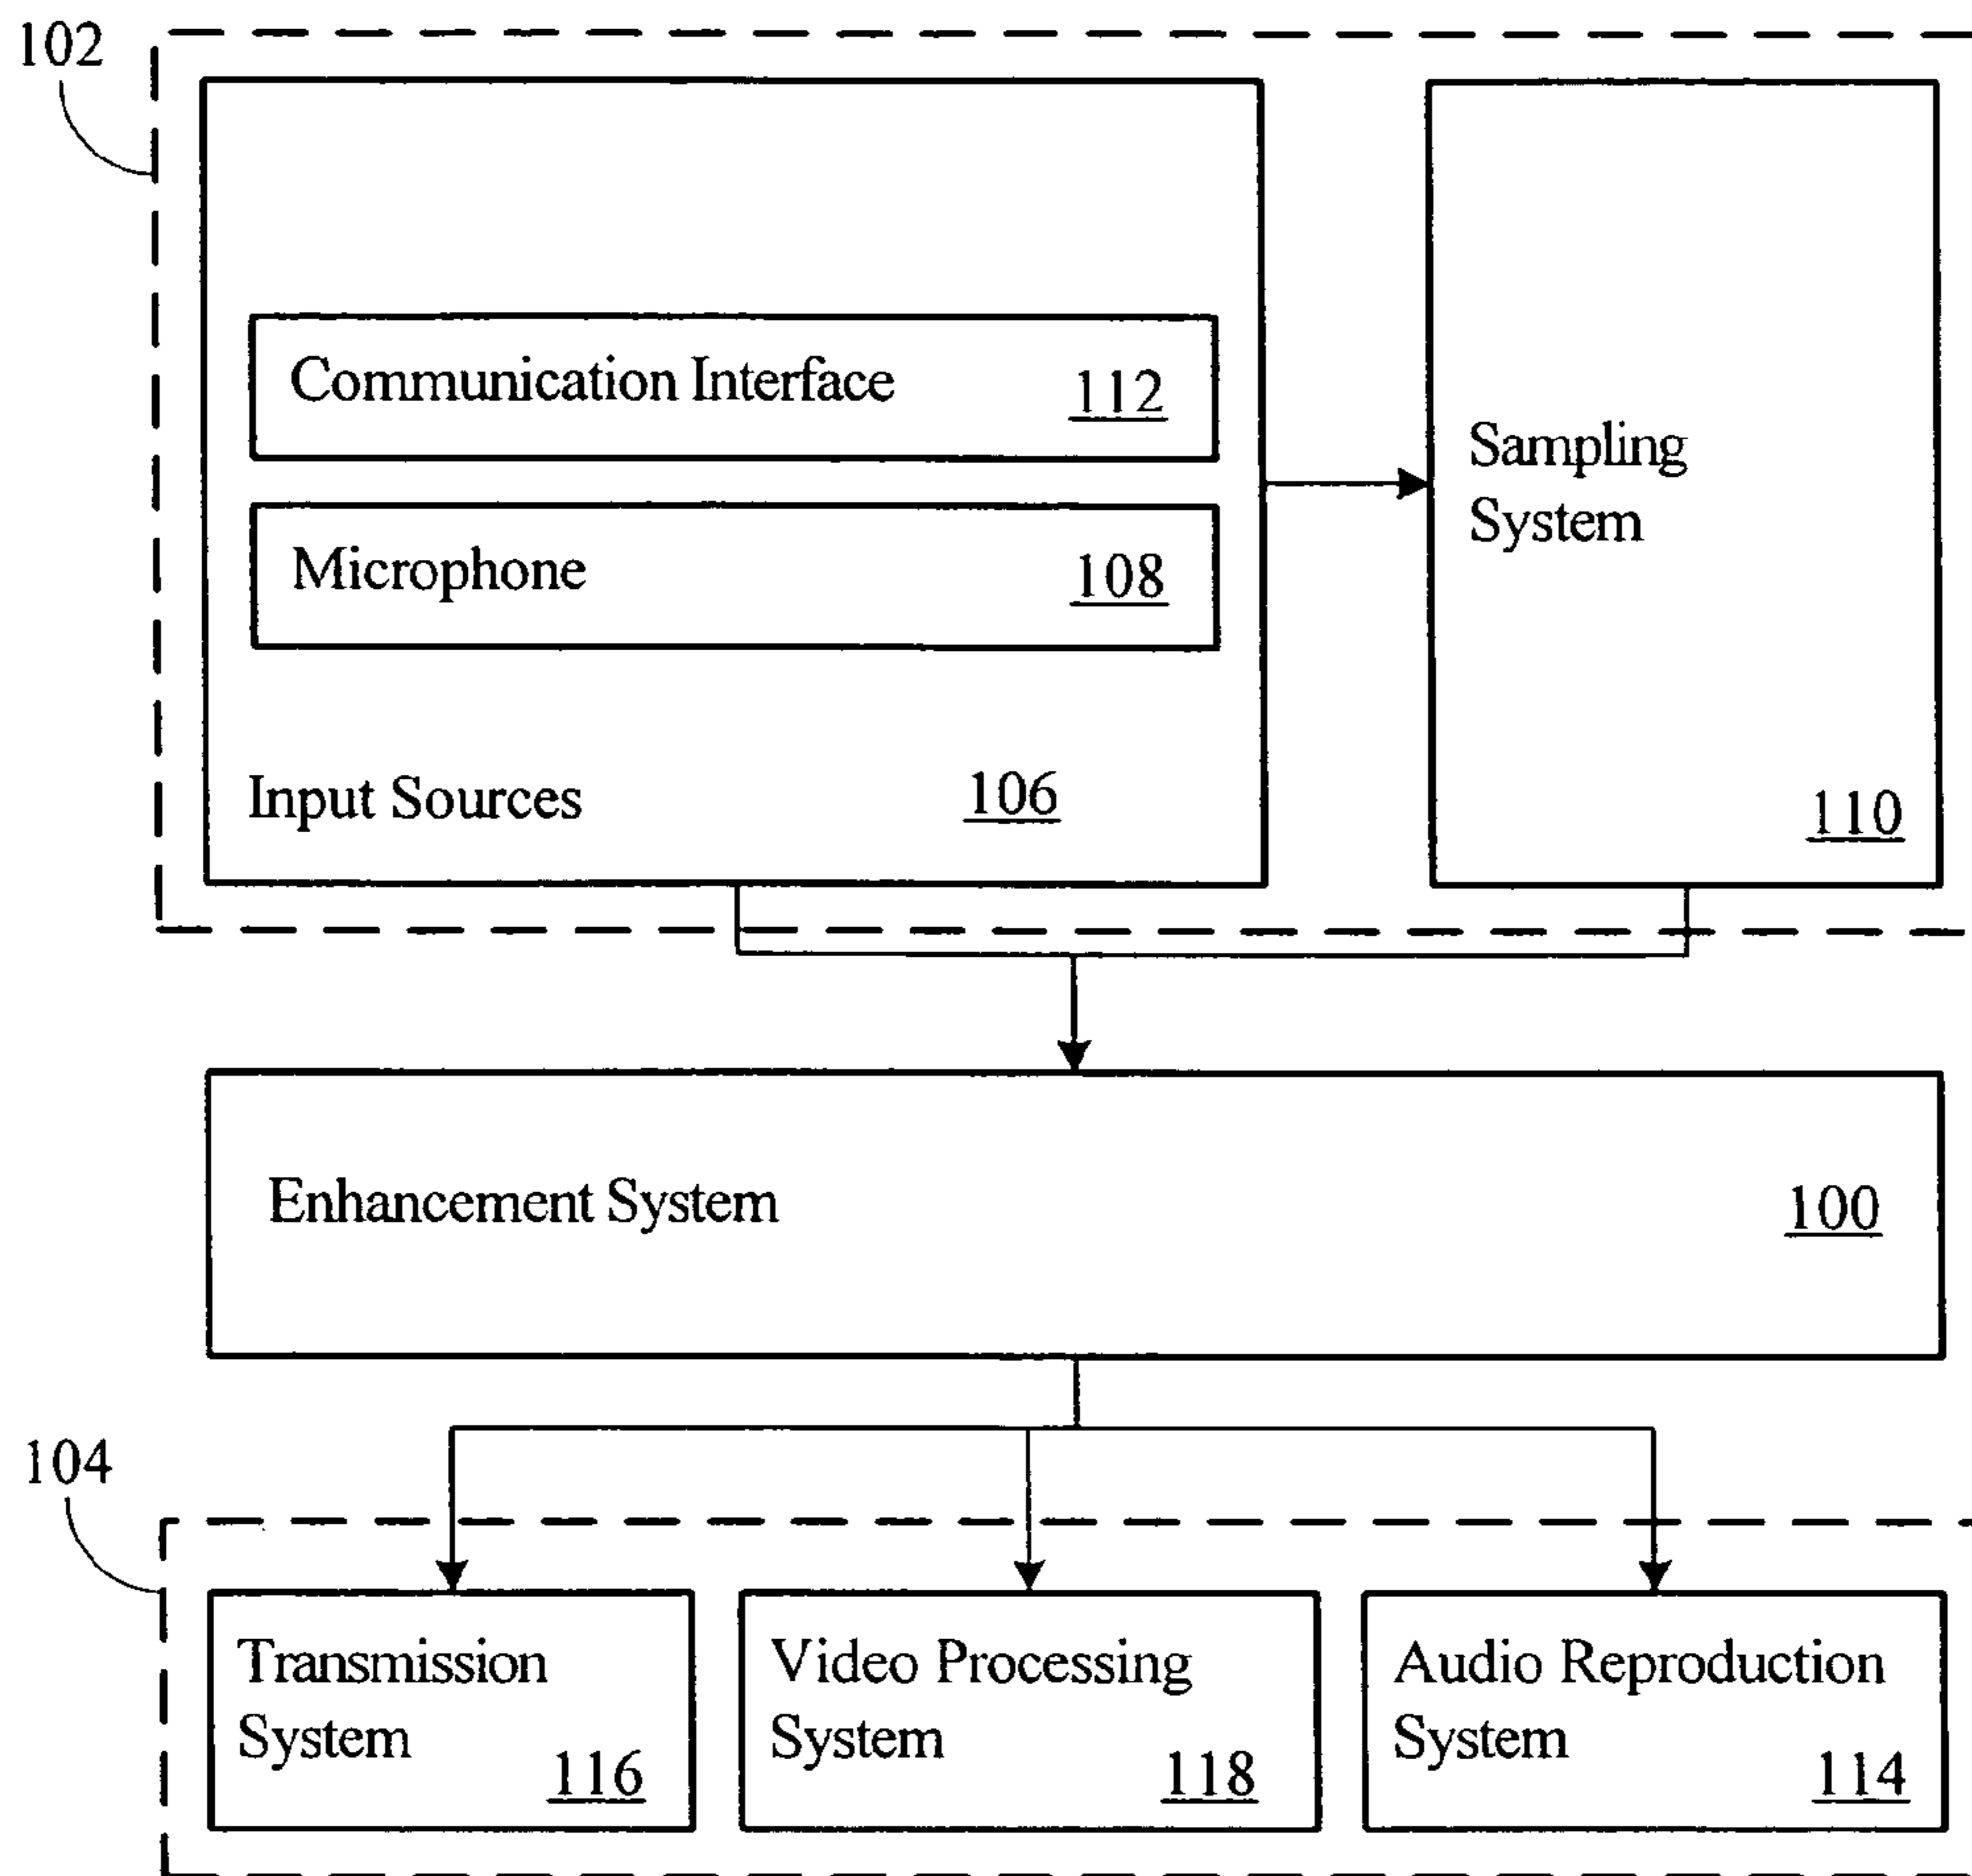 102
Communication Interface 112
Microphone 108
Input Sources 106
Sampling
System
110
Enhancement System 100
104
Transmission
System
116
Video Processing
System
118
Audio Reproduction
System
114